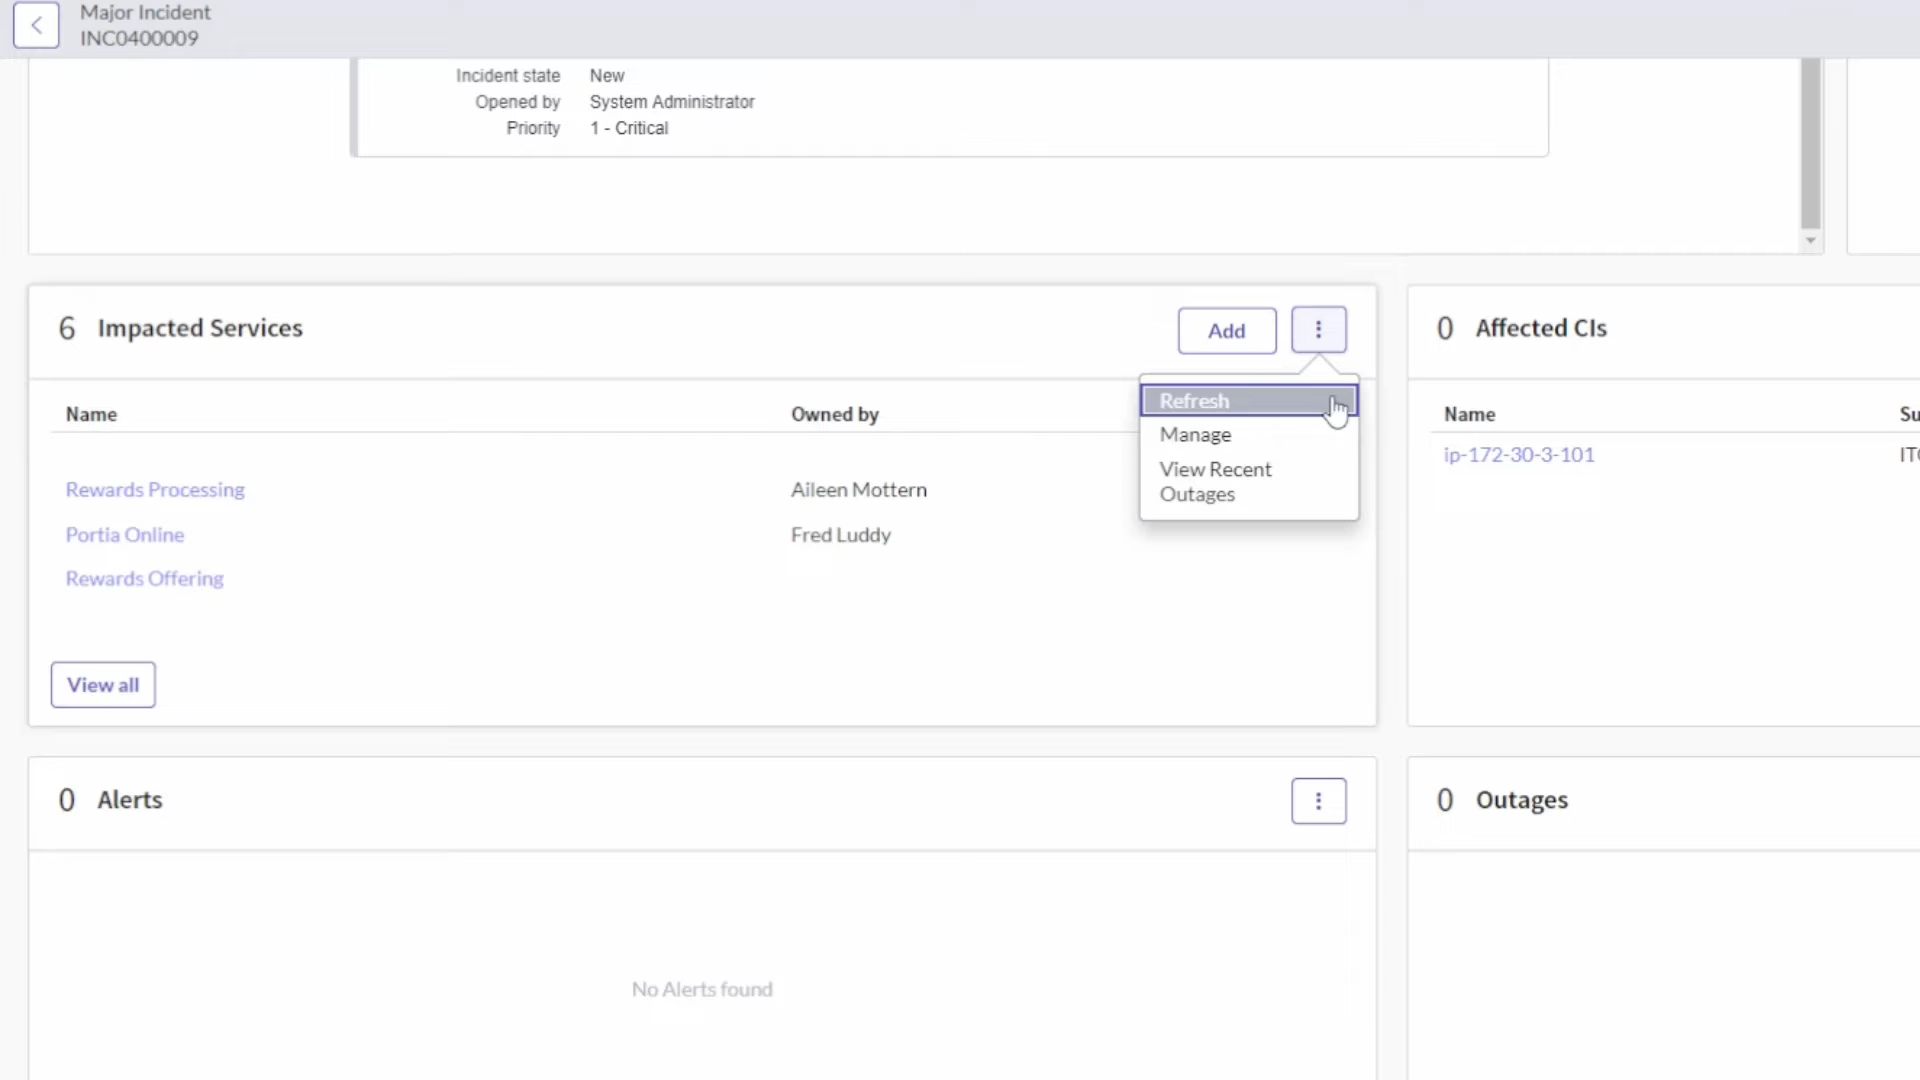 Major Incident
INC0400009
Incident state New
Opened by System Administrator
Priority 1 - Critical
6 Impacted Services
Add
0 Affected CIs
Refresh
Manage
View Recent
Outages
Name Owned by
Rewards Processing Aileen Mottern
Portia Online Fred Luddy
Rewards Offering
View all
Name
ip-172-30-3-101
0 Alerts
0 Outages
No Alerts found